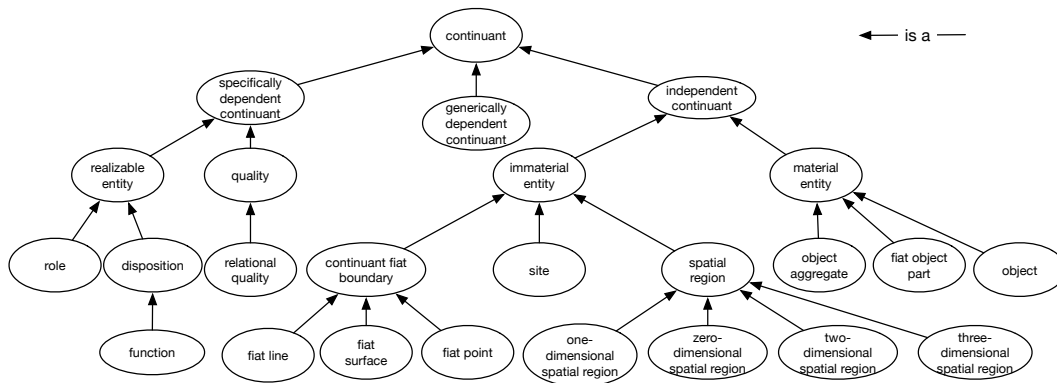 continuant
is a
specifically
dependent
continuant
generically
dependent
continuant
independent
continuant
realizable
entity
quality
immaterial
entity
material
entity
role
disposition
relational
quality
continuant fiat
boundary
site
spatial
region
object
aggregate
fiat object
part
object
function
fiat line
fiat
surface
fiat point
one-
dimensional
spatial region
zero-
dimensional
spatial region
two-
dimensional
spatial region
three-
dimensional
spatial region